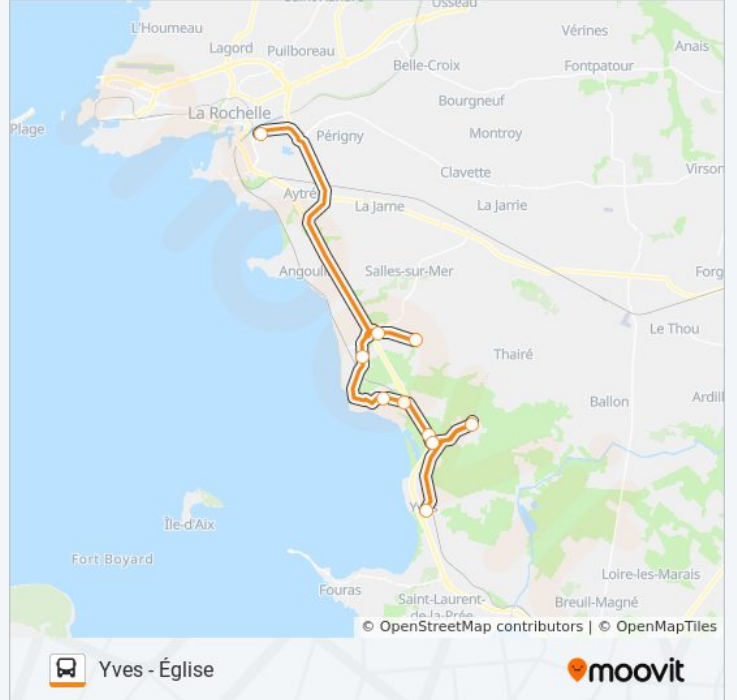 Usseau
L'Houmeau
Lagord
Puilboreau
Vérines
Anais
Belle-Croix
Fontpatour
Bourgneuf
La Rochelle
Plage
Périgny
Montroy
Clavette
Virson
Aytré
La Jarne
La Jarrie
Angouli
Salles-sur-Mer
Forg
Le Thou
Thairé
Ballon
Ardill
Yves
Île-d'Aix
Fort Boyard
Fouras
Loire-les-Marais
Saint-Laurent-
de-la-Prée
Breuil-Magné
© OpenStreetMap contributors | © OpenMapTiles
Yves - Église
moovit